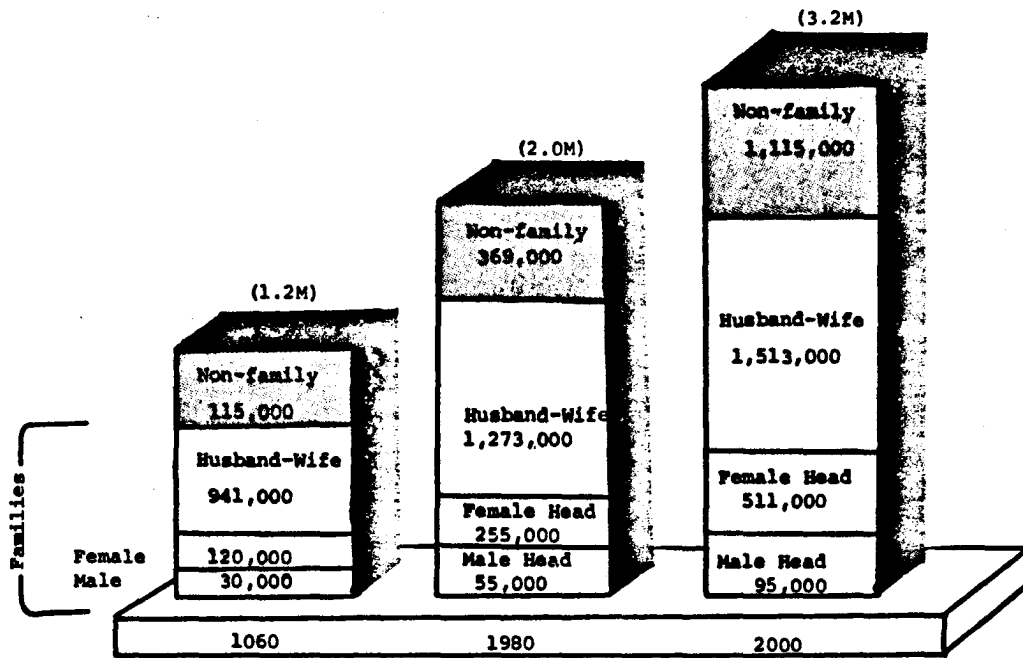 (1.2M)
Non-family
115,000
Husband-Wife
941,000
120,000
30,000
Families
Female
Male
1060
(2.0M)
Non-family
369,000
Husband-Wife
1,273,000
Female Head
255,000
Male Head
55,000
1980
(3.2M)
Non-family
1,115,000
Husband-Wife
1,513,000
Female Head
511,000
Male Head
95,000
2000